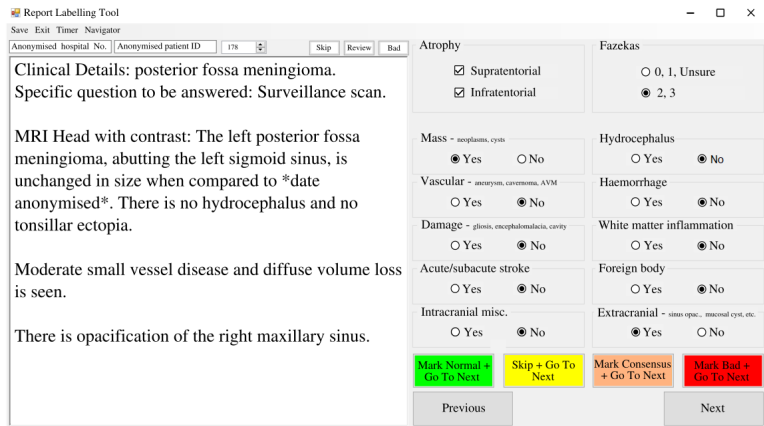 Report Labelling Tool
Save Exit Timer Navigator
Anonymised hospital No. Anonymised patient ID 178 Skip Review Bad
Clinical Details: posterior fossa meningioma.
Specific question to be answered: Surveillance scan.
MRI Head with contrast: The left posterior fossa
meningioma, abutting the left sigmoid sinus, is
unchanged in size when compared to *date
anonymised*. There is no hydrocephalus and no
tonsillar ectopia.
Moderate small vessel disease and diffuse volume loss
is seen.
There is opacification of the right maxillary sinus.
Atrophy
Supratentorial
Infratentorial
Fazekas
0, 1, Unsure
2, 3
Mass - neoplasms, cysts
Yes No
Hydrocephalus
Yes No
Vascular - aneurysm, cavernoma, AVM
Yes No
Haemorrhage
Yes No
Damage - gliosis, encephalomalacia, cavity
Yes No
White matter inflammation
Yes No
Acute/subacute stroke
Yes No
Foreign body
Yes No
Intracranial misc.
Yes No
Extracranial - sinus opac., mucosal cyst, etc.
Yes No
Mark Normal +
Go To Next
Skip + Go To
Next
Mark Consensus
+ Go To Next
Mark Bad +
Go To Next
Previous
Next